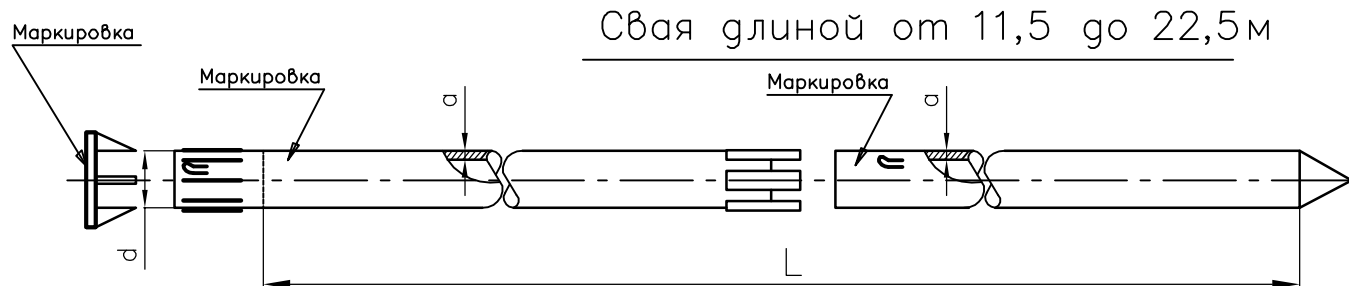 Свая длиной от 11,5 до 22,5м
Маркировка
Маркировка
Маркировка
a
a
d
L